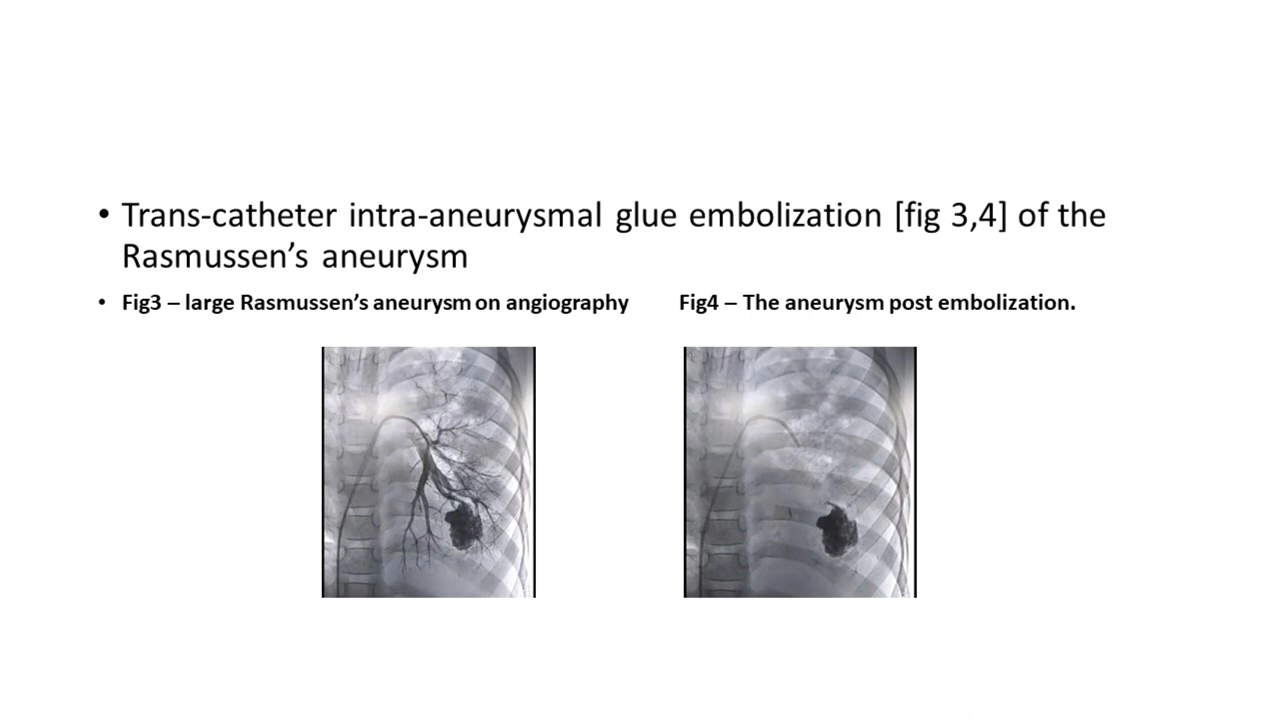 • Trans-catheter intra-aneurysmal glue embolization [fig 3,4] of the
Rasmussen’s aneurysm
• Fig3 – large Rasmussen’s aneurysm on angiography Fig4 – The aneurysm post embolization.